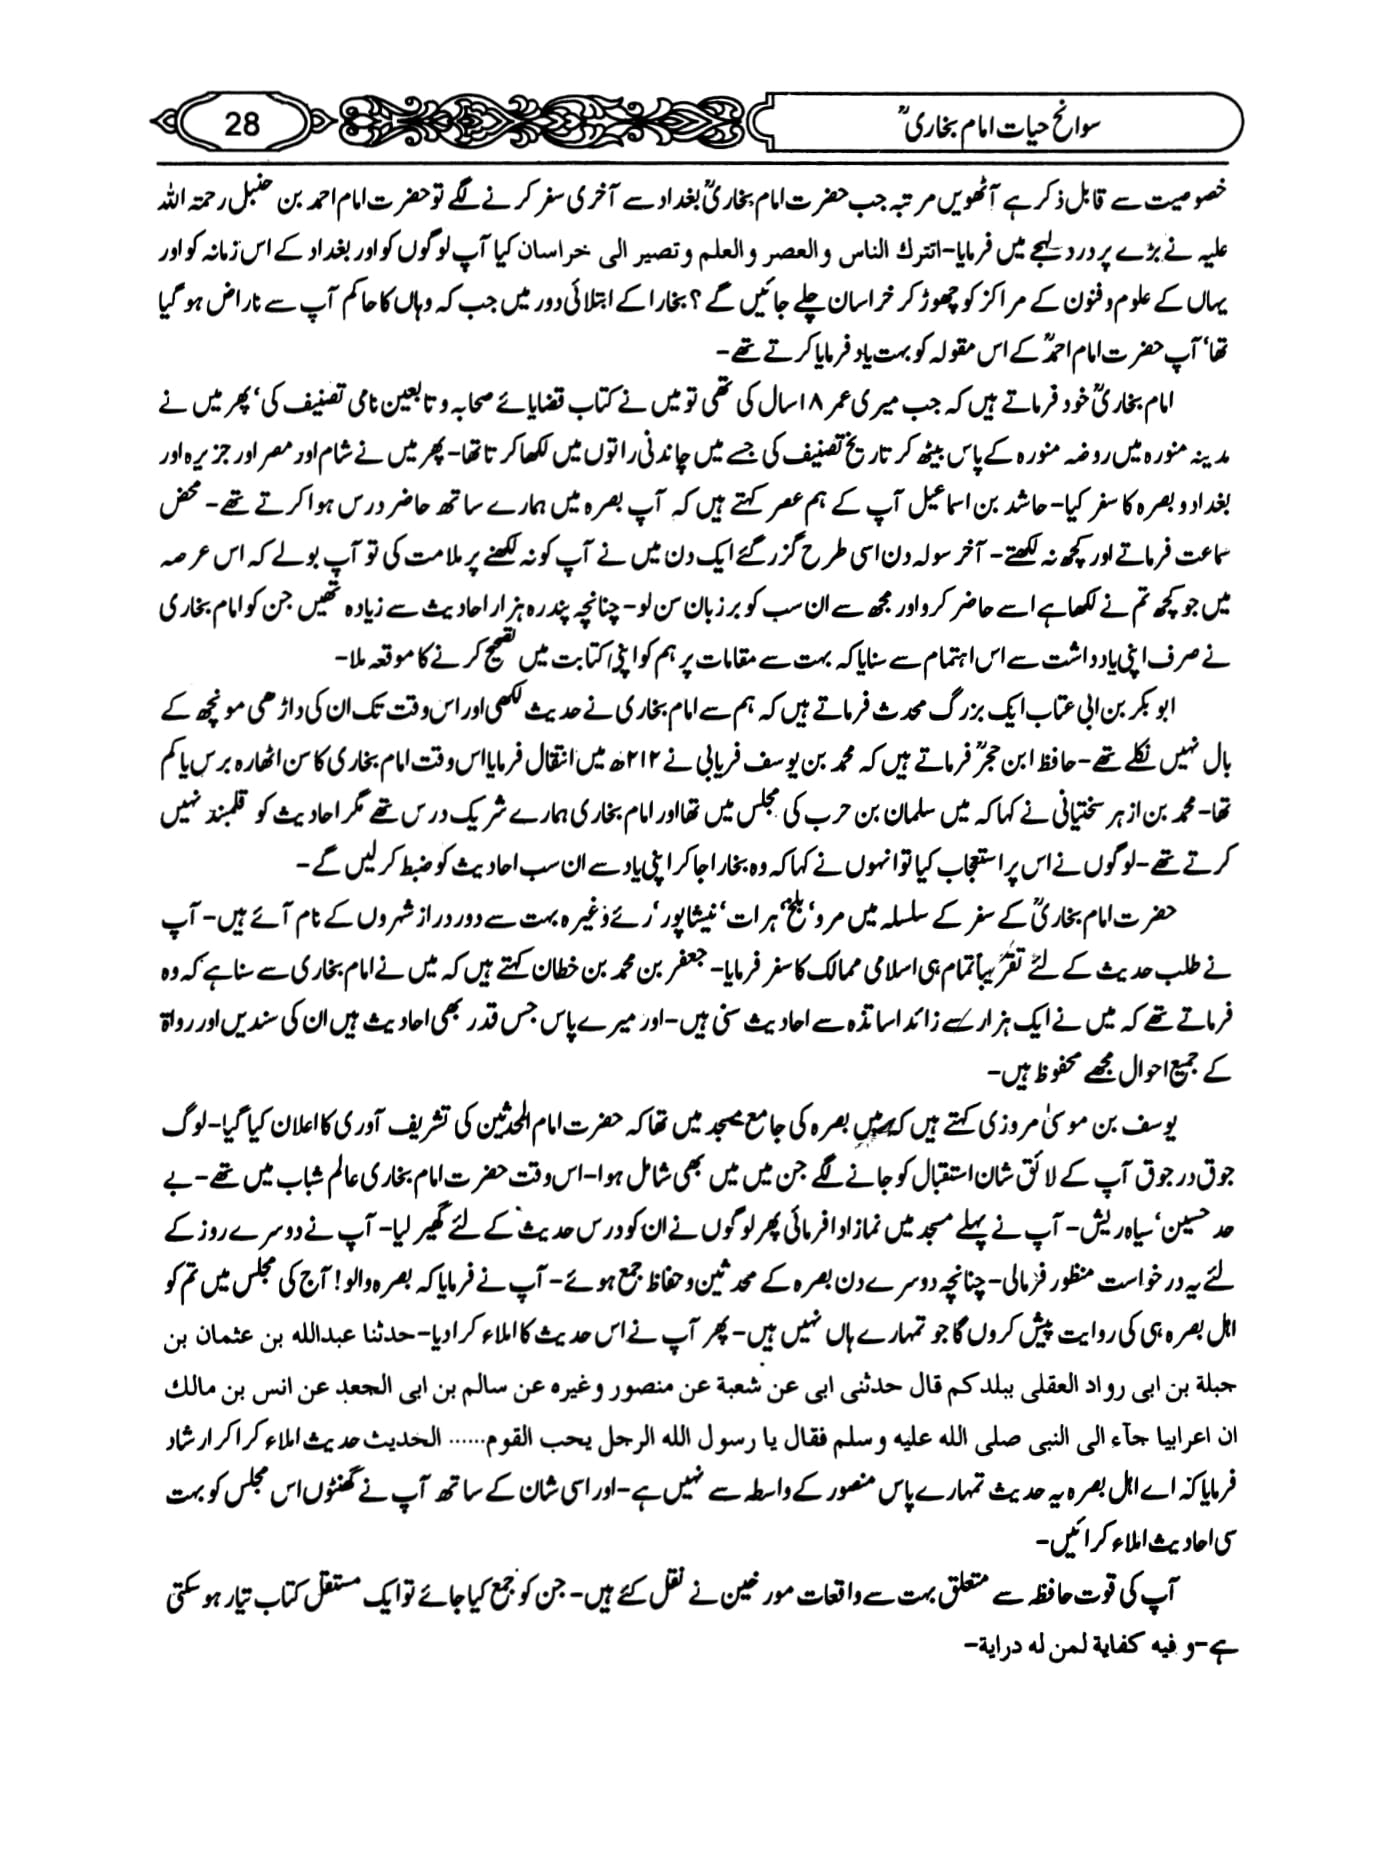 سوانح حیات امام بخاریؒ
28
خصوصیت سے قابل ذکر ہے آٹھویں مرتبہ جب حضرت امام بخاریؒ بغداد سے آخری سفر کرنے لگے تو حضرت امام احمد بن حنبل رحمتہ اللہ
علیہ نے بڑے پر درد لہجے میں فرمایا- اتترك الناس و العصر و العلم و تصير الى خراسان کیا آپ لوگوں کو اور بغداد کے اس زمانہ کو اور
یہاں کے علوم و فنون کے مراکز کو چھوڑ کر خراسان چلے جائیں گے ؟ بخارا کے ابتلائی دور میں جب کہ وہاں کا حاکم آپ سے ناراض ہو گیا
تھا‘ آپ حضرت امام احمدؒ کے اس مقولہ کو بہت یاد فرمایا کرتے تھے-
امام بخاریؒ خود فرماتے ہیں کہ جب میری عمر ۱۸ سال کی تھی تو میں نے کتاب قضایائے صحابہ و تابعین نامی تصنیف کی‘ پھر میں نے
مدینہ منورہ میں روضہ منورہ کے پاس بیٹھ کر تاریخ تصنیف کی جسے میں چاندنی راتوں میں لکھا کرتا تھا- پھر میں نے شام اور مصر اور جزیرہ اور
بغداد و بصرہ کا سفر کیا- حاشد بن اسماعیل آپ کے ہم عصر کہتے ہیں کہ آپ بصرہ میں ہمارے ساتھ حاضر درس ہوا کرتے تھے- محض
سماعت فرماتے اور کچھ نہ لکھتے- آخر سولہ دن اسی طرح گزر گئے ایک دن میں نے آپ کو نہ لکھنے پر ملامت کی تو آپ بولے کہ اس عرصہ
میں جو کچھ تم نے لکھا ہے اسے حاضر کرو اور مجھ سے ان سب کو بر زبان سن لو- چنانچہ پندرہ ہزار احادیث سے زیادہ تھیں جن کو امام بخاری
نے صرف اپنی یادداشت سے اس اہتمام سے سنایا کہ بہت سے مقامات پر ہم کو اپنی کتابت میں تصحیح کرنے کا موقعہ ملا-
ابوبکر بن ابی عتاب ایک بزرگ محدث فرماتے ہیں کہ ہم سے امام بخاری نے حدیث لکھی اور اس وقت تک ان کی داڑھی مونچھ کے
بال نہیں نکلے تھے- حافظ ابن حجرؒ فرماتے ہیں کہ محمد بن یوسف فریابی نے ۲۱۲ھ میں انتقال فرمایا اس وقت امام بخاری کا سن اٹھارہ برس یا کم
تھا- محمد بن ازہر سختیانی نے کہا کہ میں سلمان بن حرب کی مجلس میں تھا اور امام بخاری ہمارے شریک درس تھے مگر احادیث کو قلمبند نہیں
کرتے تھے- لوگوں نے اس پر استعجاب کیا تو انہوں نے کہا کہ وہ بخارا جا کر اپنی یاد سے ان سب احادیث کو ضبط کر لیں گے-
حضرت امام بخاریؒ کے سفر کے سلسلہ میں مرو‘ بلخ‘ ہرات‘ نیشاپور‘ رے وغیرہ بہت سے دور دراز شہروں کے نام آئے ہیں- آپ
نے طلب حدیث کے لئے تقریباً تمام ہی اسلامی ممالک کا سفر فرمایا- جعفر بن محمد بن خطان کہتے ہیں کہ میں نے امام بخاری سے سنا ہے کہ وہ
فرماتے تھے کہ میں نے ایک ہزار سے زائد اساتذہ سے احادیث سنی ہیں- اور میرے پاس جس قدر بھی احادیث ہیں ان کی سندیں اور رواۃ
کے جمیع احوال مجھے محفوظ ہیں-
یوسف بن موسیٰ مروزی کہتے ہیں کہ میں بصرہ کی جامع مسجد میں تھا کہ حضرت امام المحدثین کی تشریف آوری کا اعلان کیا گیا- لوگ
جوق در جوق آپ کے لائق شان استقبال کو جانے لگے جن میں میں بھی شامل ہوا- اس وقت حضرت امام بخاری عالم شباب میں تھے- بے
حد حسین‘ سیاہ ریش- آپ نے پہلے مسجد میں نماز ادا فرمائی پھر لوگوں نے ان کو درس حدیث کے لئے گھیر لیا- آپ نے دوسرے روز کے
لئے یہ درخواست منظور فرمالی- چنانچہ دوسرے دن بصرہ کے محدثین و حفاظ جمع ہوئے- آپ نے فرمایا کہ بصرہ والو! آج کی مجلس میں تم کو
اہل بصرہ ہی کی روایت پیش کروں گا جو تمہارے ہاں نہیں ہیں- پھر آپ نے اس حدیث کا املاء کرا دیا- حدثنا عبدالله بن عثمان بن
جبلة بن ابى رواد العقلى ببلدكم قال حدثنى ابى عن شعبة عن منصور وغيره عن سالم بن ابى الجعد عن انس بن مالك
ان اعرابيا جآء الى النبى صلى الله عليه وسلم فقال يا رسول الله الرجل يحب القوم...... الحديث حدیث املاء کرا کر ارشاد
فرمایا کہ اے اہل بصرہ یہ حدیث تمہارے پاس منصور کے واسطہ سے نہیں ہے- اور اسی شان کے ساتھ آپ نے گھنٹوں اس مجلس کو بہت
سی احادیث املاء کرائیں-
آپ کی قوت حافظہ سے متعلق بہت سے واقعات مورخین نے نقل کئے ہیں- جن کو جمع کیا جائے تو ایک مستقل کتاب تیار ہو سکتی
ہے- و فيه كفاية لمن له دراية-